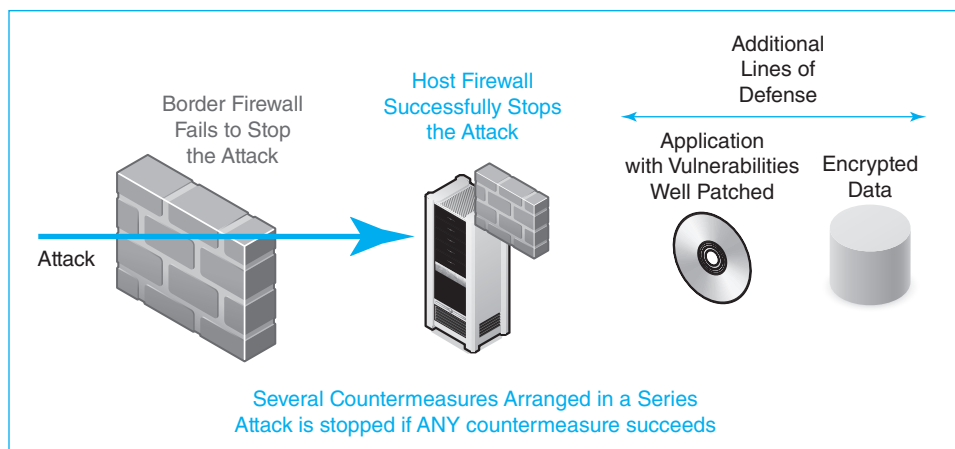 Border Firewall
Fails to Stop
the Attack
Host Firewall
Successfully Stops
the Attack
Additional
Lines of
Defense
Application
with Vulnerabilities
Well Patched
Encrypted
Data
Attack
Several Countermeasures Arranged in a Series
Attack is stopped if ANY countermeasure succeeds